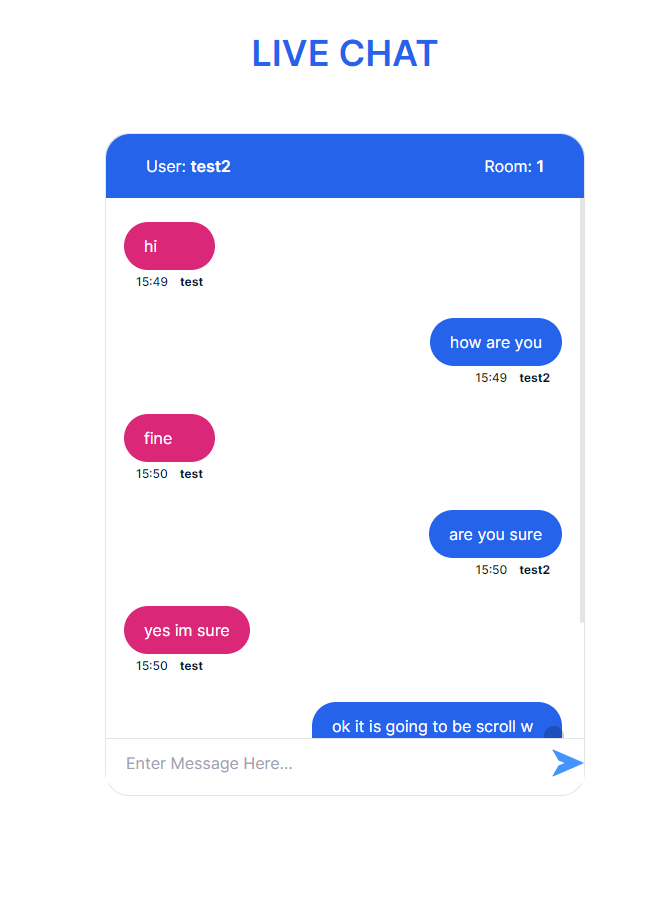 LIVE CHAT
User: test2 Room: 1
hi
15:49 test
how are you
15:49 test2
fine
15:50 test
are you sure
15:50 test2
yes im sure
15:50 test
ok it is going to be scroll w
Enter Message Here...